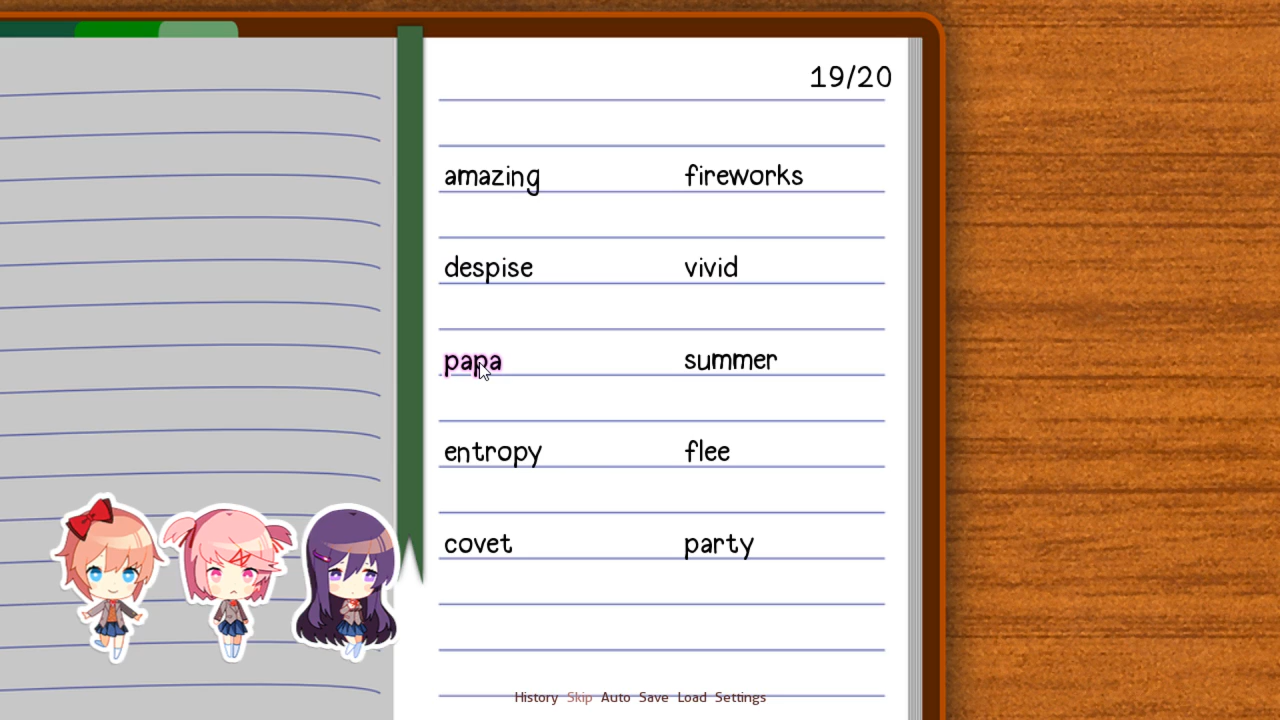 19/20
amazing fireworks
despise vivid
papa summer
entropy flee
covet party
History Skip Auto Save Load Settings